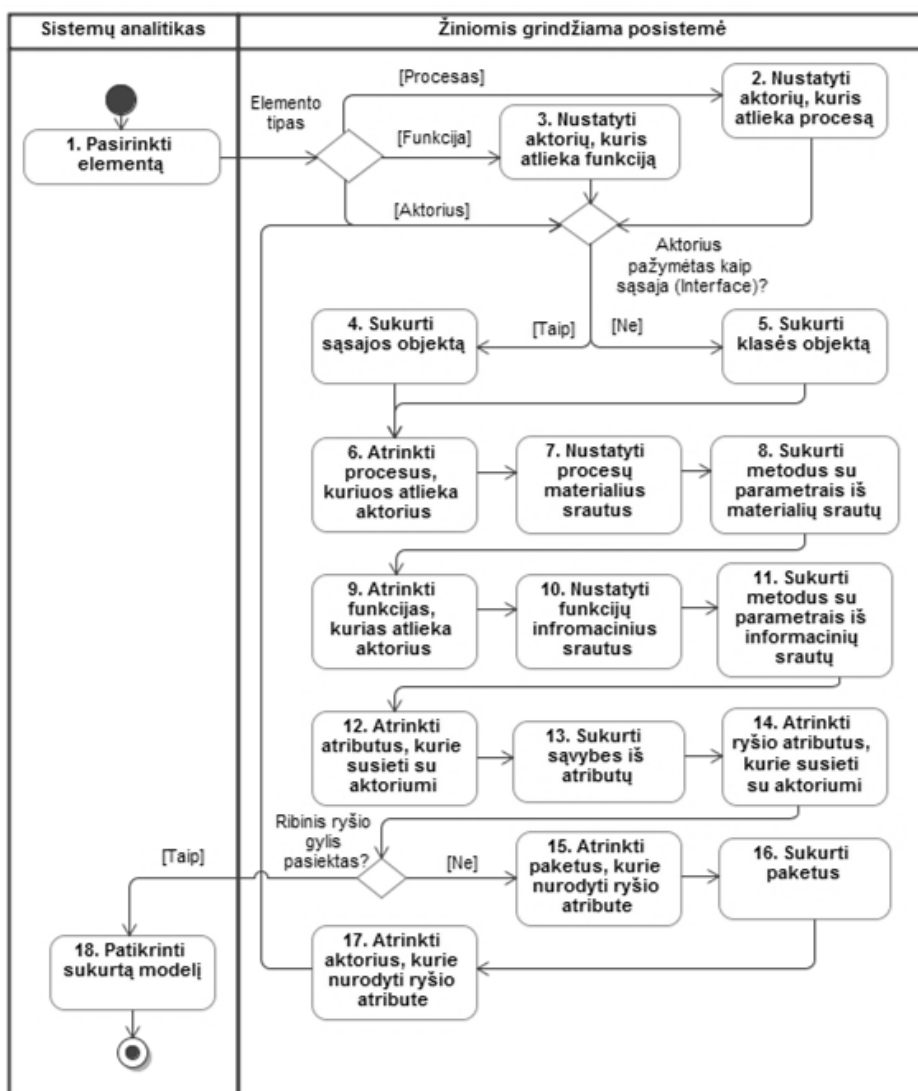 Sistemų analitikas
Žiniomis grindžiama posistemė
1. Pasirinkti
elementą
Elemento
tipas
[Procesas]
2. Nustatyti
aktorių, kuris
atlieka procesą
[Funkcija]
3. Nustatyti
aktorių, kuris
atlieka funkciją
[Aktorius]
Aktorius
pažymėtas kaip
sąsaja (Interface)?
[Taip]
[Ne]
4. Sukurti
sąsajos objektą
5. Sukurti
klasės objektą
6. Atrinkti
procesus,
kuriuos atlieka
aktorius
7. Nustatyti
procesų
materialius
srautus
8. Sukurti
metodus su
parametrais iš
materialių srautų
9. Atrinkti
funkcijas,
kurias atlieka
aktorius
10. Nustatyti
funkcijų
infromacinius
srautus
11. Sukurti
metodus su
parametrais iš
informacinių
srautų
12. Atrinkti
atributus, kurie
susieti su
aktoriumi
13. Sukurti
sąvybes iš
atributų
14. Atrinkti
ryšio atributus,
kurie susieti
su aktoriumi
Ribinis ryšio
gylis
pasiektas?
[Taip]
[Ne]
15. Atrinkti
paketus, kurie
nurodyti ryšio
atribute
16. Sukurti
paketus
17. Atrinkti
aktorius, kurie
nurodyti ryšio
atribute
18. Patikrinti
sukurtą modelį